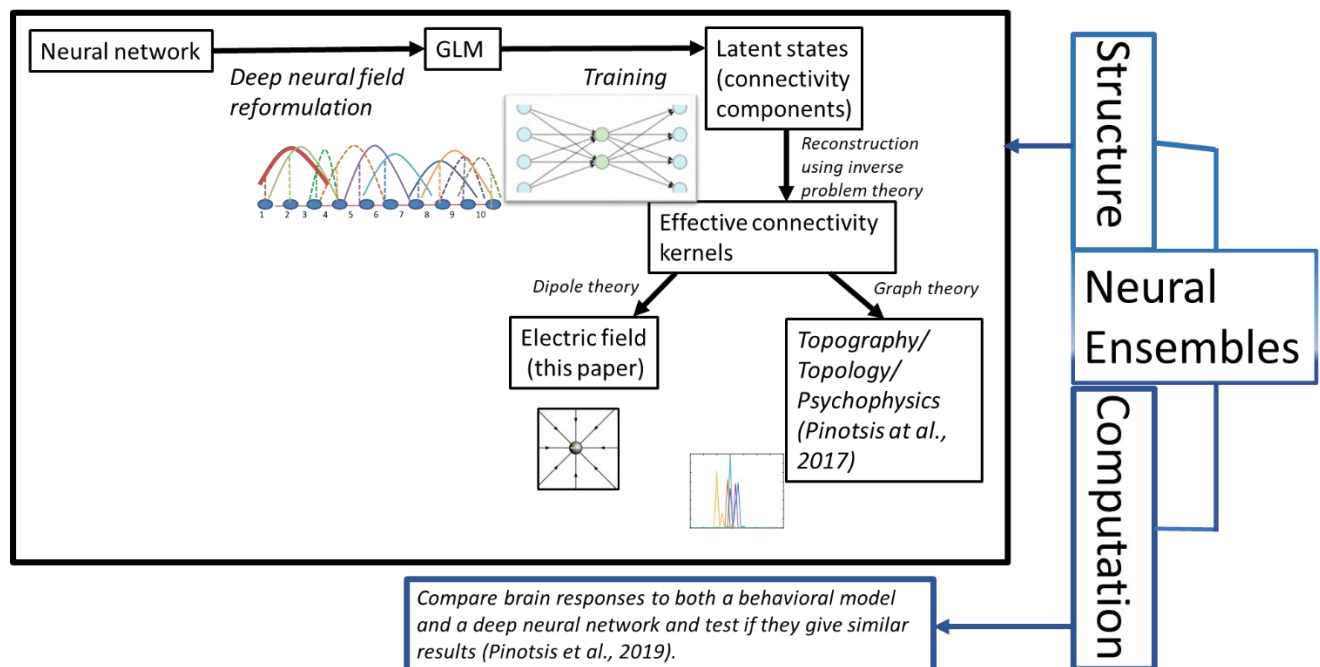 Neural network
GLM
Latent states
(connectivity
components)
Deep neural field
reformulation
Training
Reconstruction
using inverse
problem theory
1 2 3 4 5 6 7 8 9 10
Effective connectivity
kernels
Dipole theory
Graph theory
Electric field
(this paper)
Topography/
Topology/
Psychophysics
(Pinotsis at al.,
2017)
Structure
Neural
Ensembles
Computation
Compare brain responses to both a behavioral model
and a deep neural network and test if they give similar
results (Pinotsis et al., 2019).